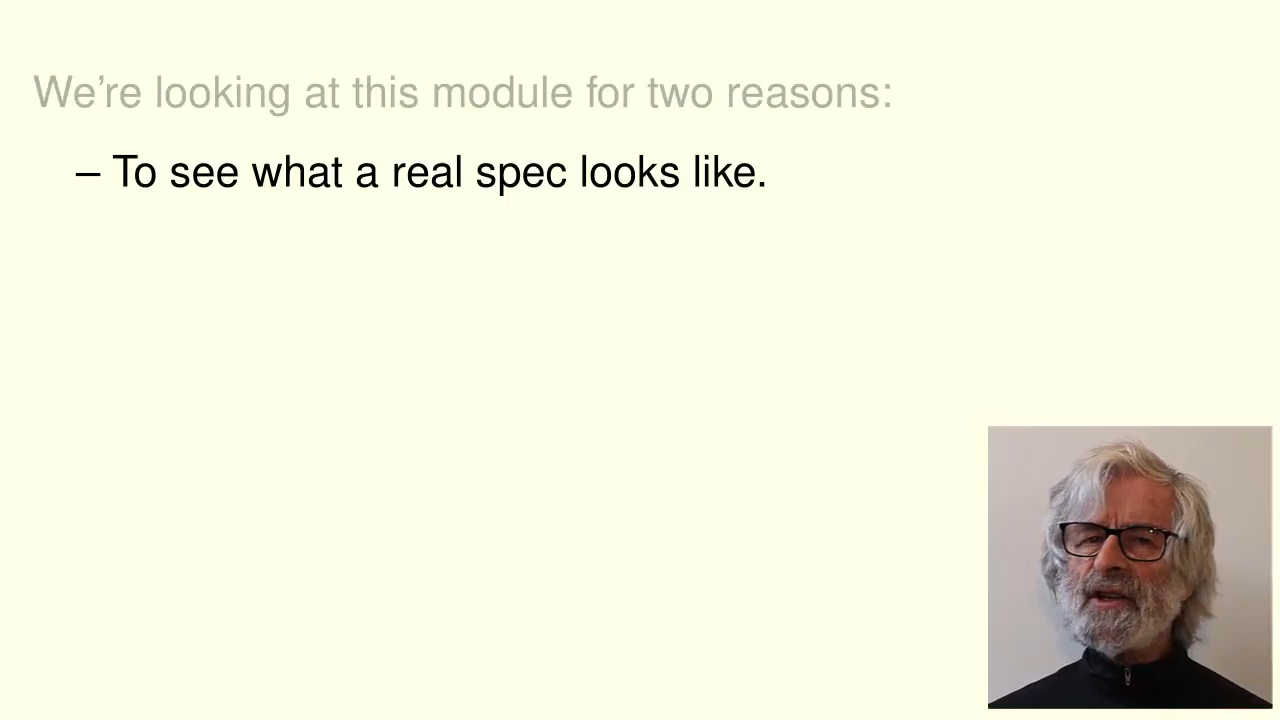 We’re looking at this module for two reasons:
– To see what a real spec looks like.